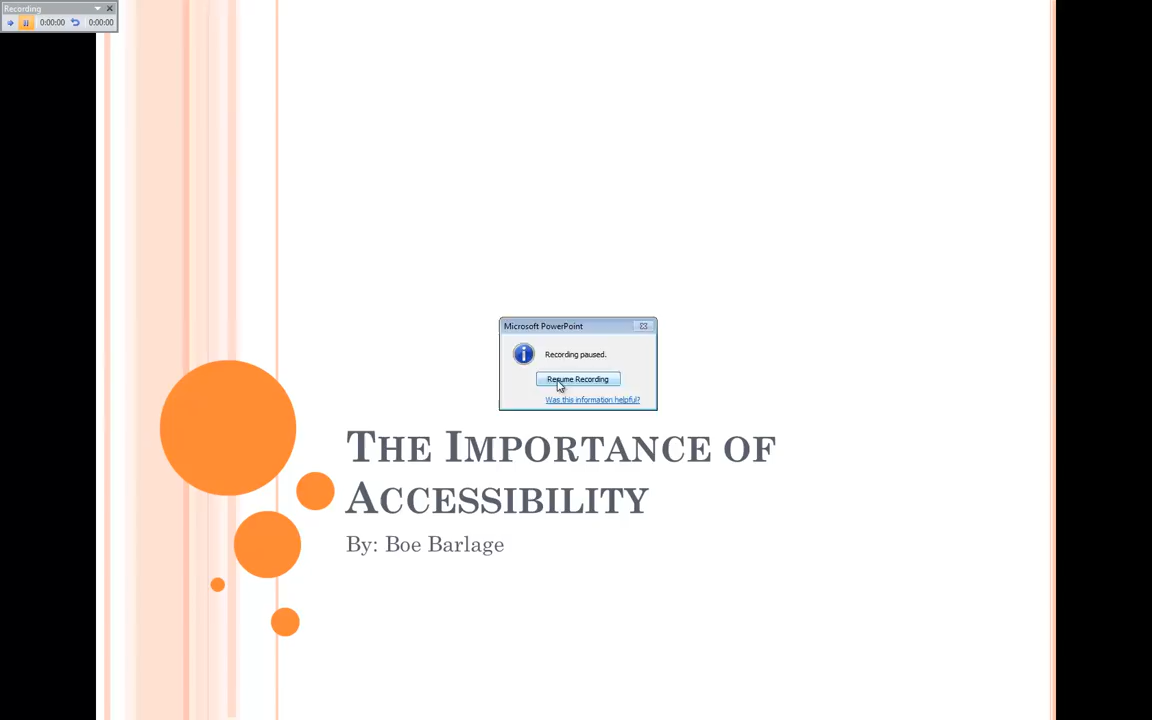 Recording
0:00:00 0:00:00
Microsoft PowerPoint
Recording paused.
Resume Recording
Was this information helpful?
The Importance of
Accessibility
By: Boe Barlage